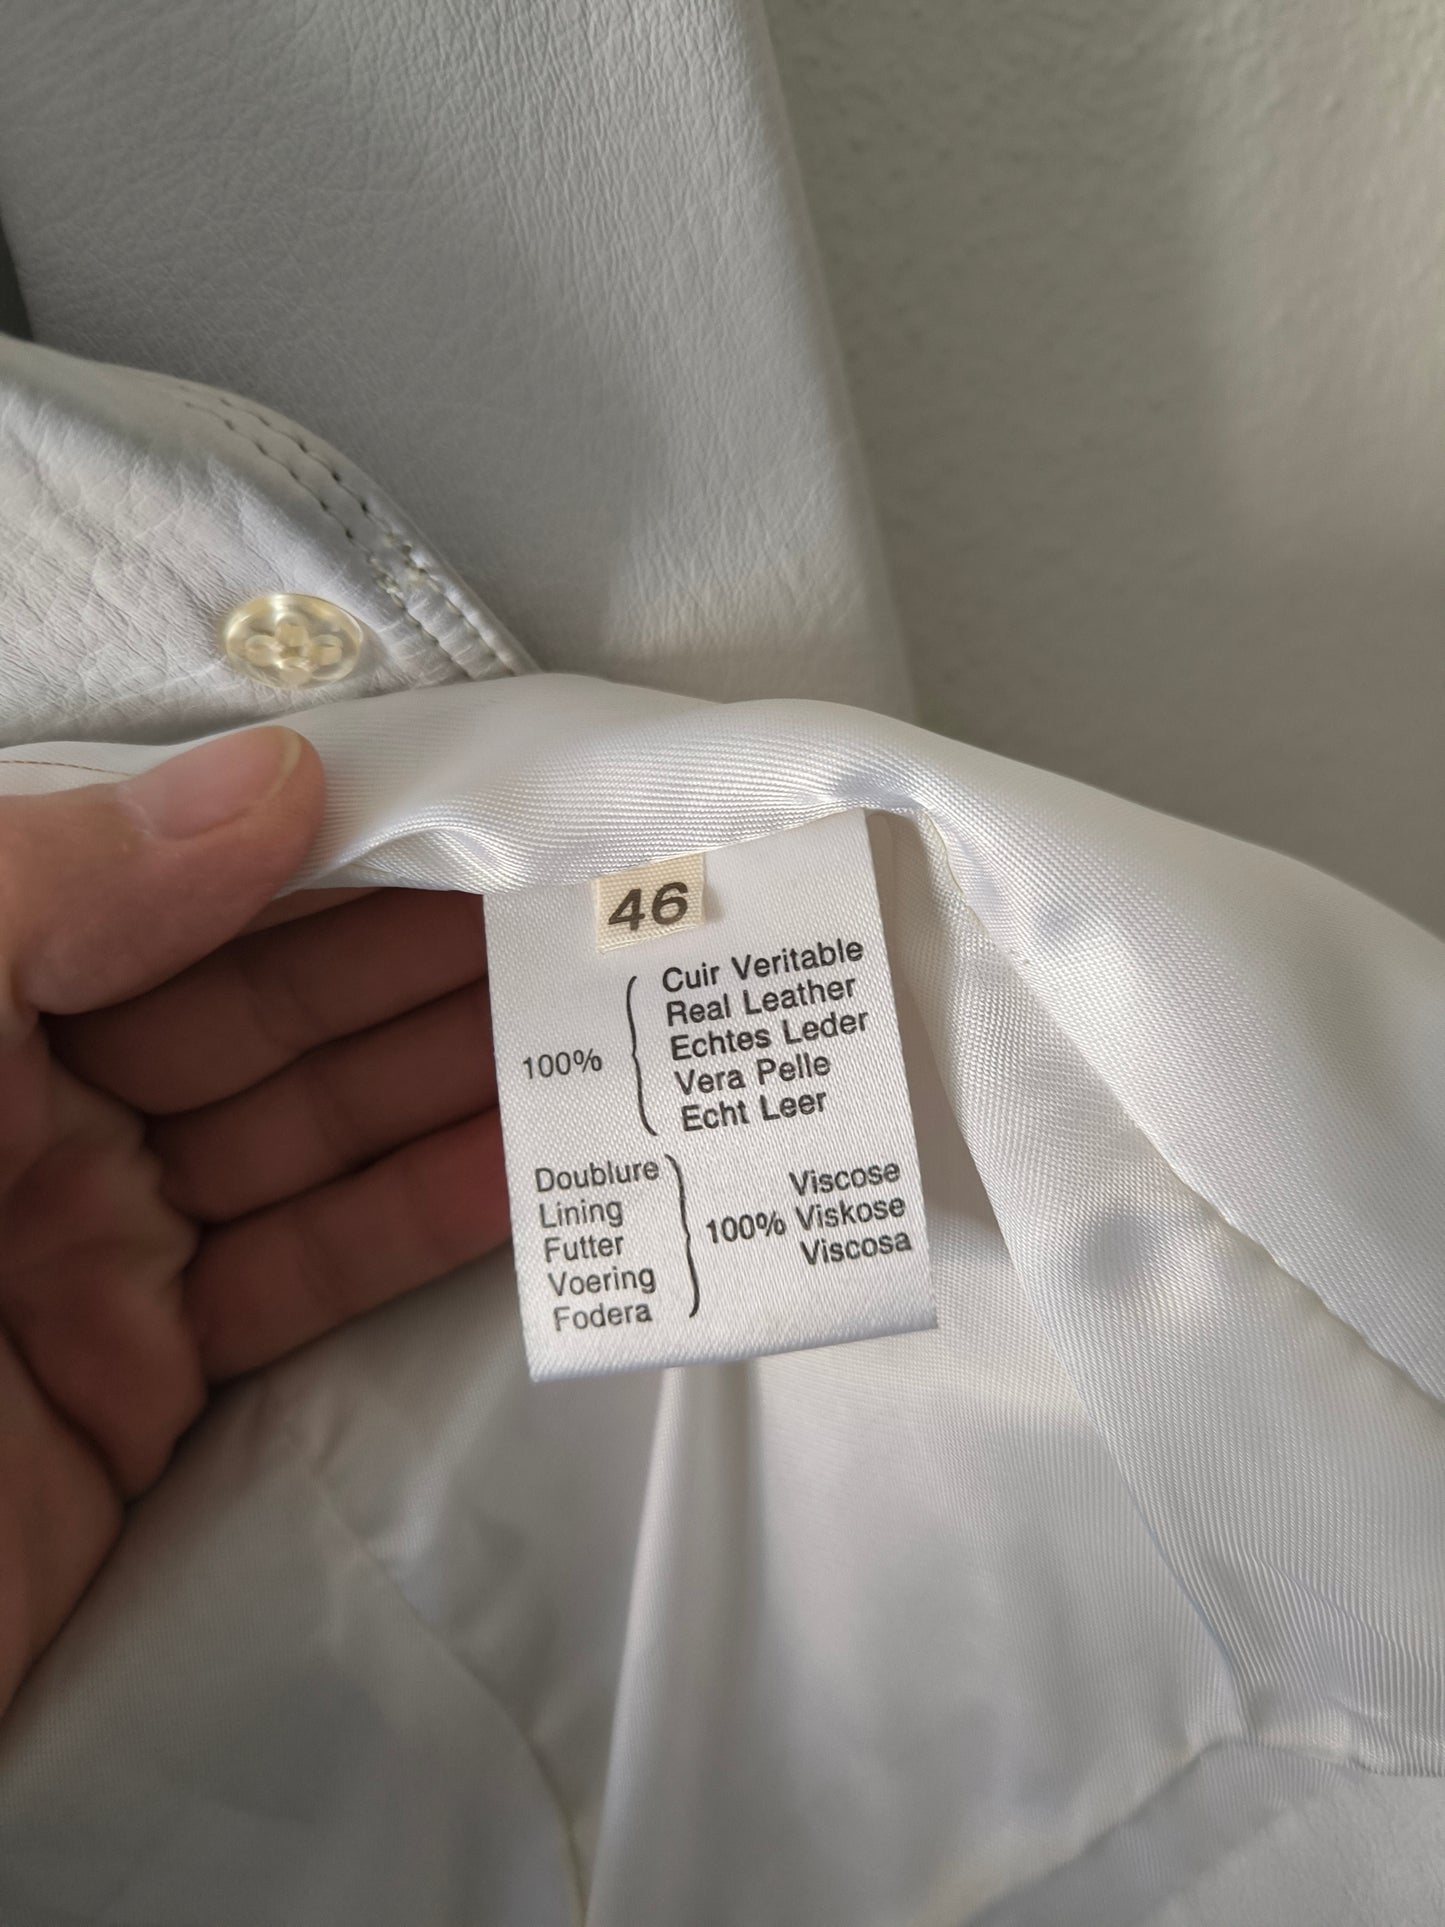 46
100%
Cuir Veritable
Real Leather
Echtes Leder
Vera Pelle
Echt Leer
Doublure
Lining
Futter
Voering
Fodera
100%
Viscose
Viskose
Viscosa